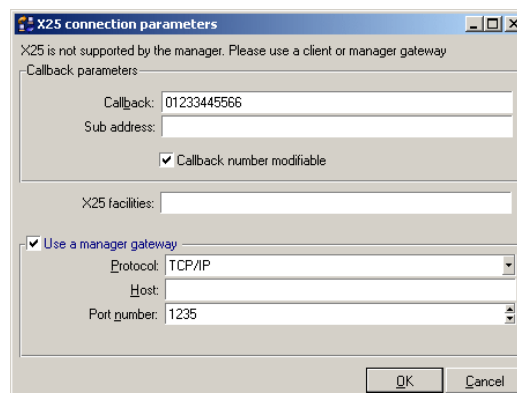 X25 connection parameters
X25 is not supported by the manager. Please use a client or manager gateway
Callback parameters
Callback: 01233445566
Sub address:
Callback number modifiable
X25 facilities:
Use a manager gateway
Protocol: TCP/IP
Host:
Port number: 1235
OK Cancel